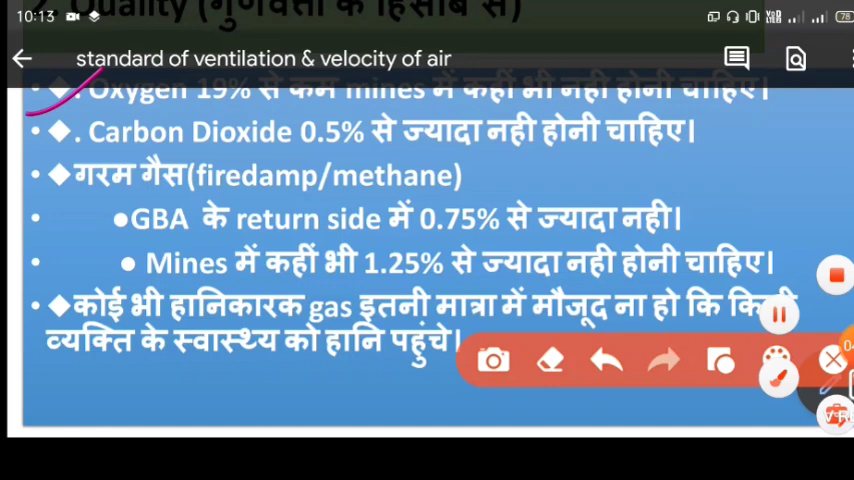 2. Quality (गुणवत्ता के हिसाब से)
10:13
78
standard of ventilation & velocity of air
• ◆. Oxygen 19% से कम mines में कहीं भी नही होनी चाहिए।
• ◆. Carbon Dioxide 0.5% से ज्यादा नही होनी चाहिए।
• ◆गरम गैस(firedamp/methane)
• ●GBA के return side में 0.75% से ज्यादा नही।
• ● Mines में कहीं भी 1.25% से ज्यादा नही होनी चाहिए।
• ◆कोई भी हानिकारक gas इतनी मात्रा में मौजूद ना हो कि
व्यक्ति के स्वास्थ्य को हानि पहुंचे।